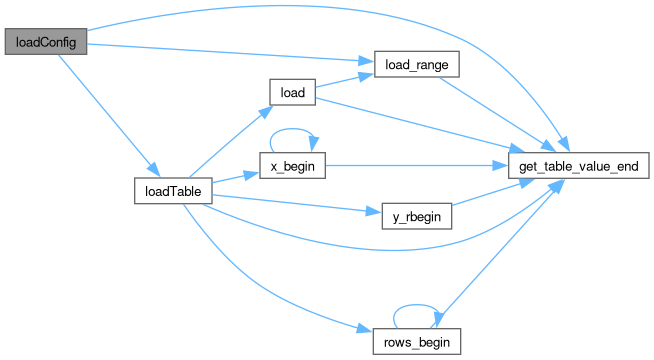 loadConfig
load_range
load
x_begin
get_table_value_end
loadTable
y_rbegin
rows_begin